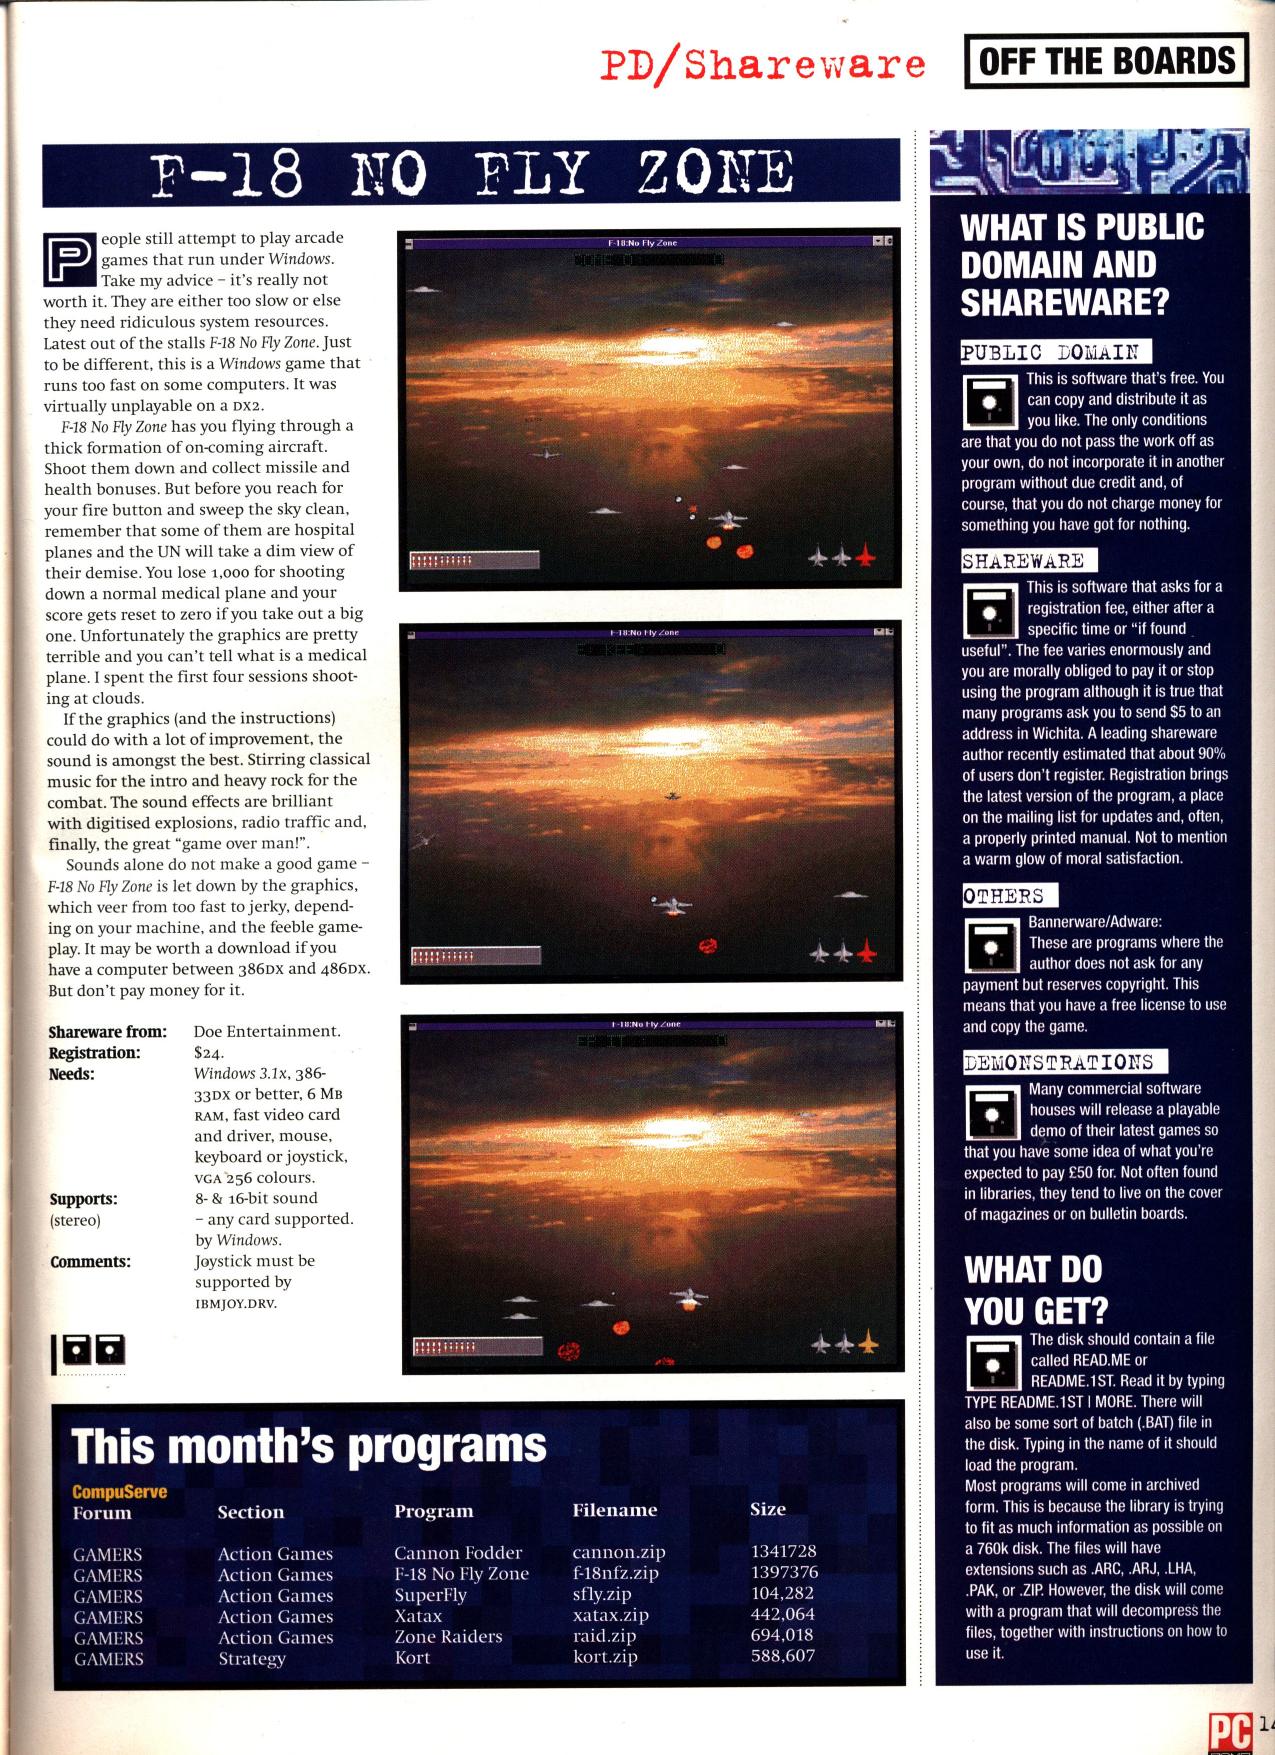 PD/Shareware
OFF THE BOARDS
F-18 NO FLY ZONE
People still attempt to play arcade
games that run under Windows.
Take my advice – it's really not
worth it. They are either too slow or else
they need ridiculous system resources.
Latest out of the stalls F-18 No Fly Zone. Just
to be different, this is a Windows game that
runs too fast on some computers. It was
virtually unplayable on a DX2.
F-18 No Fly Zone has you flying through a
thick formation of on-coming aircraft.
Shoot them down and collect missile and
health bonuses. But before you reach for
your fire button and sweep the sky clean,
remember that some of them are hospital
planes and the UN will take a dim view of
their demise. You lose 1,000 for shooting
down a normal medical plane and your
score gets reset to zero if you take out a big
one. Unfortunately the graphics are pretty
terrible and you can't tell what is a medical
plane. I spent the first four sessions shoot-
ing at clouds.
If the graphics (and the instructions)
could do with a lot of improvement, the
sound is amongst the best. Stirring classical
music for the intro and heavy rock for the
combat. The sound effects are brilliant
with digitised explosions, radio traffic and,
finally, the great "game over man!".
Sounds alone do not make a good game –
F-18 No Fly Zone is let down by the graphics,
which veer from too fast to jerky, depend-
ing on your machine, and the feeble game-
play. It may be worth a download if you
have a computer between 386DX and 486DX.
But don't pay money for it.
Shareware from: Doe Entertainment.
Registration: $24.
Needs: Windows 3.1x, 386-
33DX or better, 6 MB
RAM, fast video card
and driver, mouse,
keyboard or joystick,
VGA 256 colours.
Supports: 8- & 16-bit sound
(stereo) – any card supported.
by Windows.
Comments: Joystick must be
supported by
IBMJOY.DRV.
F-18:No Fly Zone
F-18:No Fly Zone
F-18:No Fly Zone
This month's programs
CompuServe
Forum Section Program Filename Size
GAMERS Action Games Cannon Fodder cannon.zip 1341728
GAMERS Action Games F-18 No Fly Zone f-18nfz.zip 1397376
GAMERS Action Games SuperFly sfly.zip 104,282
GAMERS Action Games Xatax xatax.zip 442,064
GAMERS Action Games Zone Raiders raid.zip 694,018
GAMERS Strategy Kort kort.zip 588,607
WHAT IS PUBLIC
DOMAIN AND
SHAREWARE?
PUBLIC DOMAIN
This is software that's free. You
can copy and distribute it as
you like. The only conditions
are that you do not pass the work off as
your own, do not incorporate it in another
program without due credit and, of
course, that you do not charge money for
something you have got for nothing.
SHAREWARE
This is software that asks for a
registration fee, either after a
specific time or "if found
useful". The fee varies enormously and
you are morally obliged to pay it or stop
using the program although it is true that
many programs ask you to send $5 to an
address in Wichita. A leading shareware
author recently estimated that about 90%
of users don't register. Registration brings
the latest version of the program, a place
on the mailing list for updates and, often,
a properly printed manual. Not to mention
a warm glow of moral satisfaction.
OTHERS
Bannerware/Adware:
These are programs where the
author does not ask for any
payment but reserves copyright. This
means that you have a free license to use
and copy the game.
DEMONSTRATIONS
Many commercial software
houses will release a playable
demo of their latest games so
that you have some idea of what you're
expected to pay £50 for. Not often found
in libraries, they tend to live on the cover
of magazines or on bulletin boards.
WHAT DO
YOU GET?
The disk should contain a file
called READ.ME or
README.1ST. Read it by typing
TYPE README.1ST | MORE. There will
also be some sort of batch (.BAT) file in
the disk. Typing in the name of it should
load the program.
Most programs will come in archived
form. This is because the library is trying
to fit as much information as possible on
a 760k disk. The files will have
extensions such as .ARC, .ARJ, .LHA,
.PAK, or .ZIP. However, the disk will come
with a program that will decompress the
files, together with instructions on how to
use it.
PC